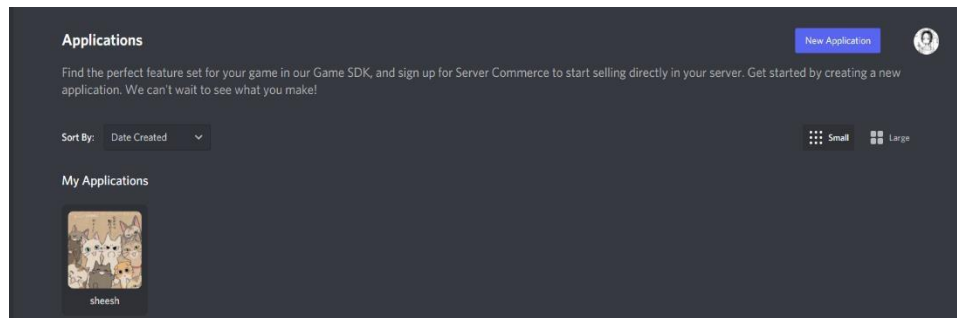 Applications
New Application
Find the perfect feature set for your game in our Game SDK, and sign up for Server Commerce to start selling directly in your server. Get started by creating a new
application. We can't wait to see what you make!
Sort By: Date Created
Small Large
My Applications
sheesh